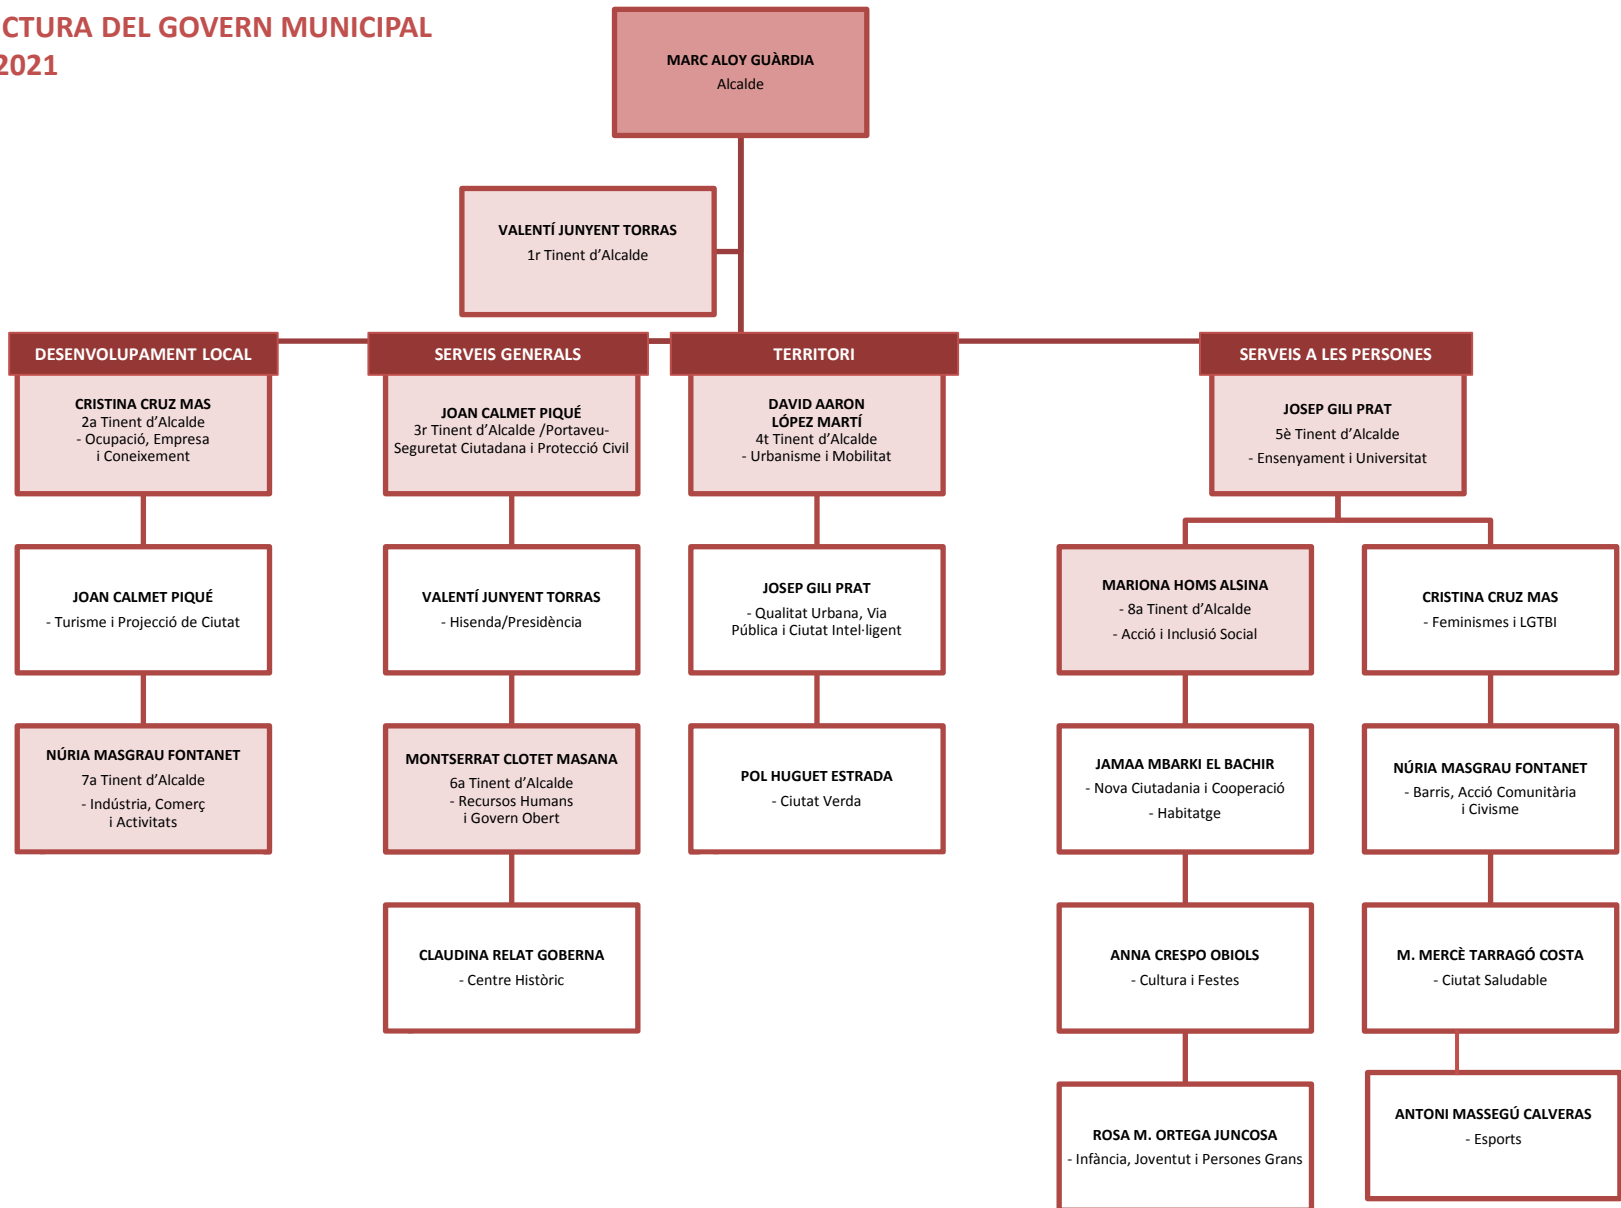 CTURA DEL GOVERN MUNICIPAL
2021
MARC ALOY GUÀRDIA
Alcalde
VALENTÍ JUNYENT TORRAS
1r Tinent d’Alcalde
DESENVOLUPAMENT LOCAL
CRISTINA CRUZ MAS
2a Tinent d’Alcalde
- Ocupació, Empresa
i Coneixement
JOAN CALMET PIQUÉ
- Turisme i Projecció de Ciutat
NÚRIA MASGRAU FONTANET
7a Tinent d’Alcalde
- Indústria, Comerç
i Activitats
SERVEIS GENERALS
JOAN CALMET PIQUÉ
3r Tinent d’Alcalde /Portaveu-
Seguretat Ciutadana i Protecció Civil
VALENTÍ JUNYENT TORRAS
- Hisenda/Presidència
MONTSERRAT CLOTET MASANA
6a Tinent d’Alcalde
- Recursos Humans
i Govern Obert
CLAUDINA RELAT GOBERNA
- Centre Històric
TERRITORI
DAVID AARON
LÓPEZ MARTÍ
4t Tinent d’Alcalde
- Urbanisme i Mobilitat
JOSEP GILI PRAT
- Qualitat Urbana, Via
Pública i Ciutat Intel·ligent
POL HUGUET ESTRADA
- Ciutat Verda
SERVEIS A LES PERSONES
JOSEP GILI PRAT
5è Tinent d’Alcalde
- Ensenyament i Universitat
MARIONA HOMS ALSINA
- 8a Tinent d’Alcalde
- Acció i Inclusió Social
JAMAA MBARKI EL BACHIR
- Nova Ciutadania i Cooperació
- Habitatge
ANNA CRESPO OBIOLS
- Cultura i Festes
ROSA M. ORTEGA JUNCOSA
- Infància, Joventut i Persones Grans
CRISTINA CRUZ MAS
- Feminismes i LGTBI
NÚRIA MASGRAU FONTANET
- Barris, Acció Comunitària
i Civisme
M. MERCÈ TARRAGÓ COSTA
- Ciutat Saludable
ANTONI MASSEGÚ CALVERAS
- Esports